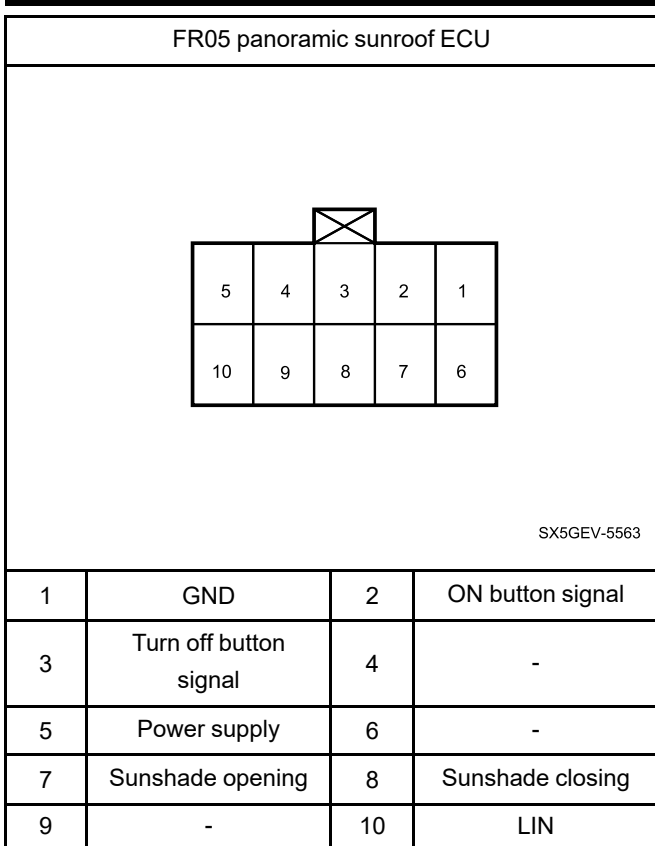 FR05 panoramic sunroof ECU
5 4 3 2 1
10 9 8 7 6
SX5GEV-5563
1 GND 2 ON button signal
3 Turn off button
signal 4 -
5 Power supply 6 -
7 Sunshade opening 8 Sunshade closing
9 - 10 LIN